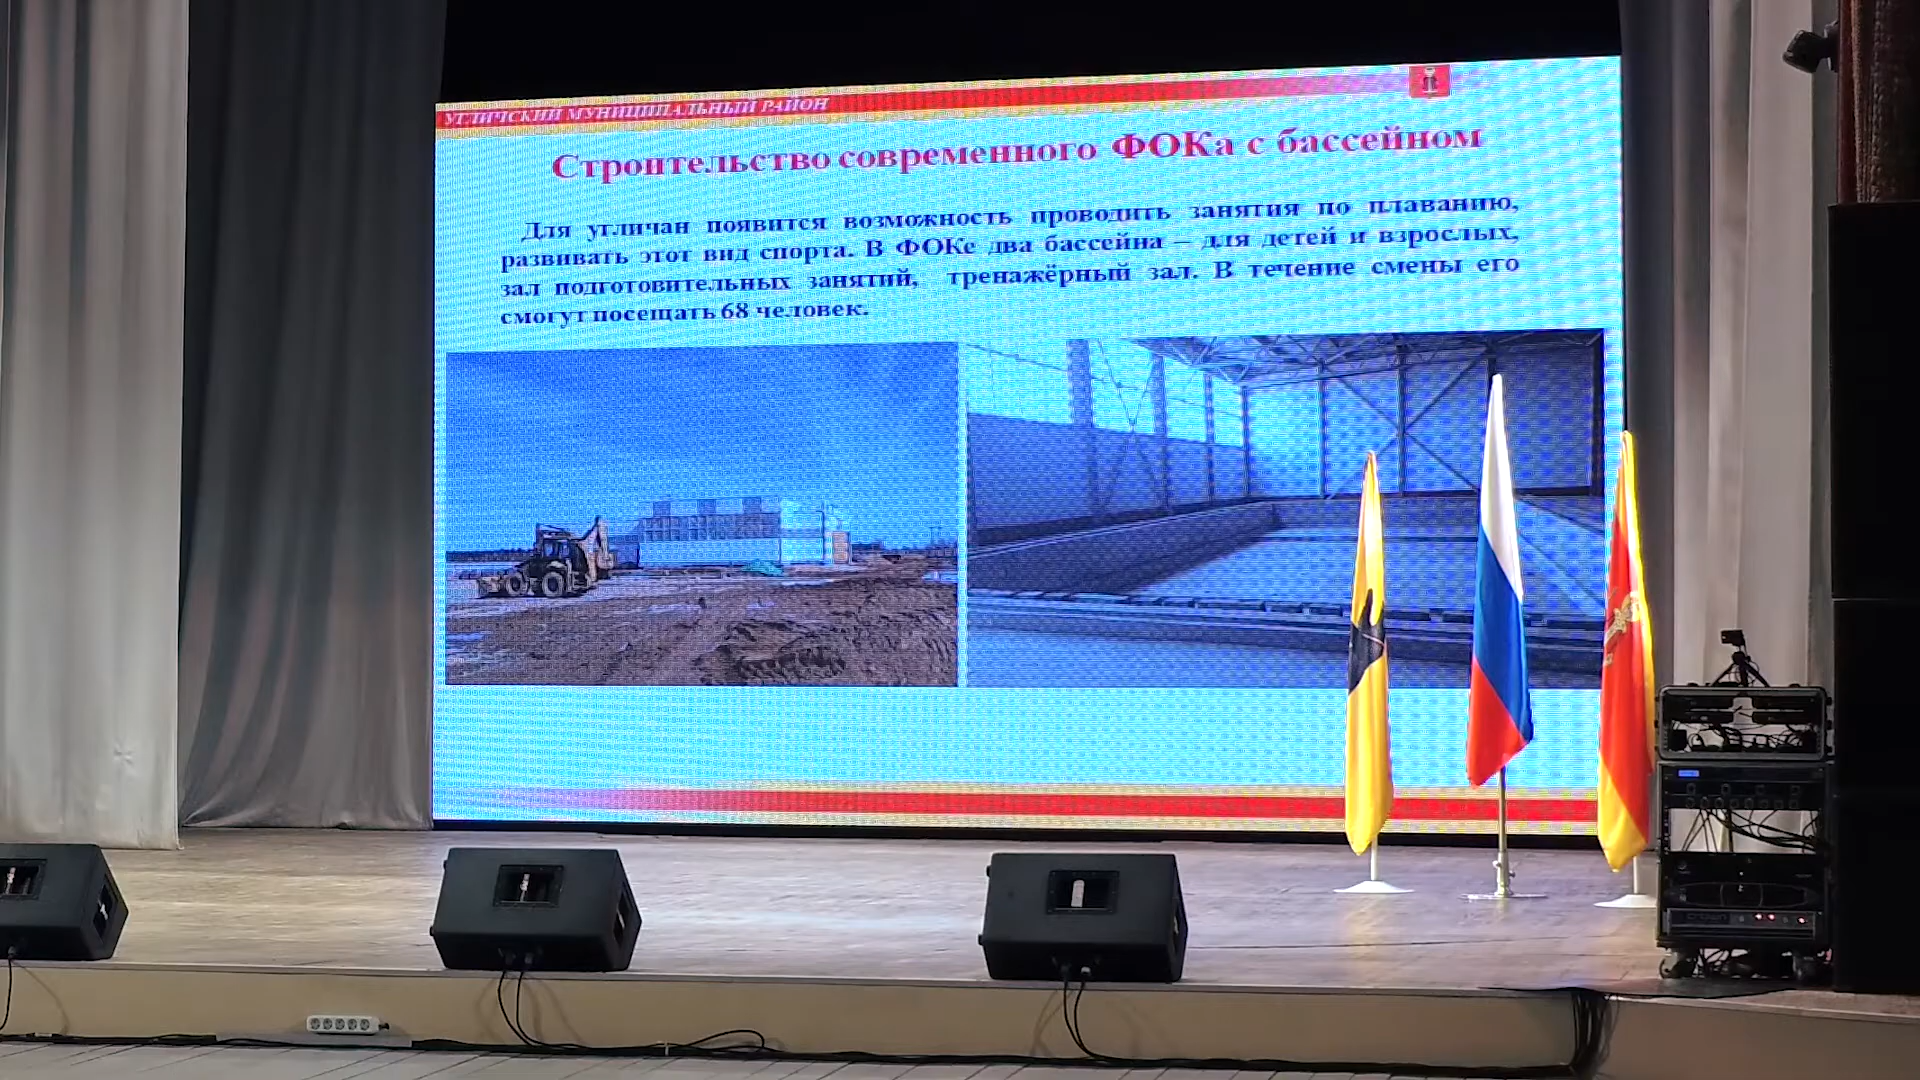 УГЛИЧСКИЙ МУНИЦИПАЛЬНЫЙ РАЙОН
Строительство современного ФОКа с бассейном
Для угличан появится возможность проводить занятия по плаванию,
развивать этот вид спорта. В ФОКе два бассейна – для детей и взрослых,
зал подготовительных занятий, тренажёрный зал. В течение смены его
смогут посещать 68 человек.
crown